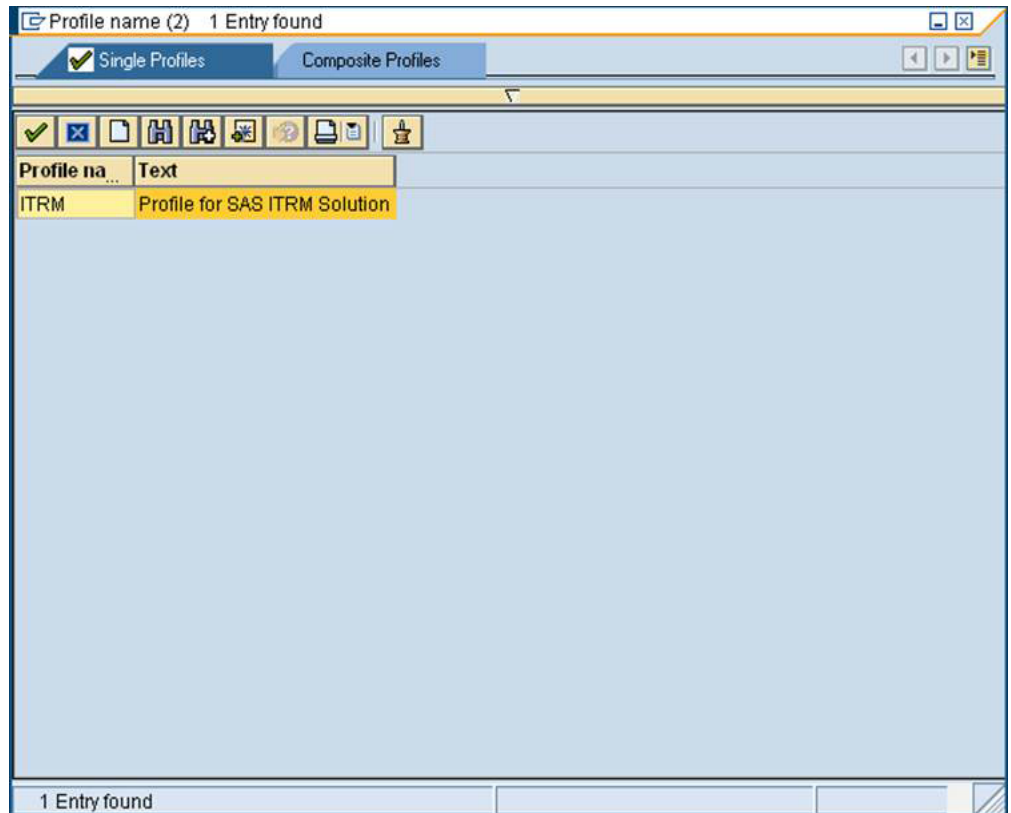 Profile name (2) 1 Entry found
Single Profiles Composite Profiles
Profile na... Text
ITRM Profile for SAS ITRM Solution
1 Entry found